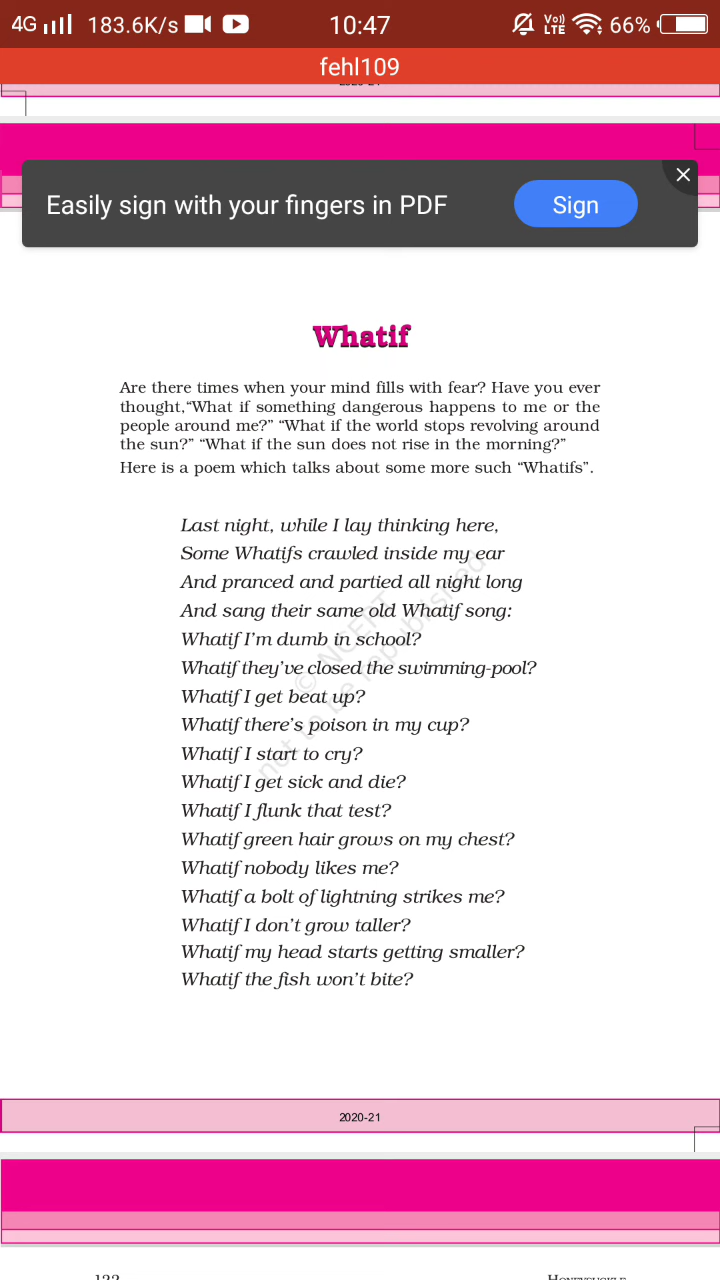 4G 183.6K/s 10:47 Vo)) LTE 66%
fehl109
Easily sign with your fingers in PDF Sign
Whatif
Are there times when your mind fills with fear? Have you ever
thought,“What if something dangerous happens to me or the
people around me?” “What if the world stops revolving around
the sun?” “What if the sun does not rise in the morning?”
Here is a poem which talks about some more such “Whatifs”.
Last night, while I lay thinking here,
Some Whatifs crawled inside my ear
And pranced and partied all night long
And sang their same old Whatif song:
Whatif I’m dumb in school?
Whatif they’ve closed the swimming-pool?
Whatif I get beat up?
Whatif there’s poison in my cup?
Whatif I start to cry?
Whatif I get sick and die?
Whatif I flunk that test?
Whatif green hair grows on my chest?
Whatif nobody likes me?
Whatif a bolt of lightning strikes me?
Whatif I don’t grow taller?
Whatif my head starts getting smaller?
Whatif the fish won’t bite?
© NCERT
not to be republished
2020-21